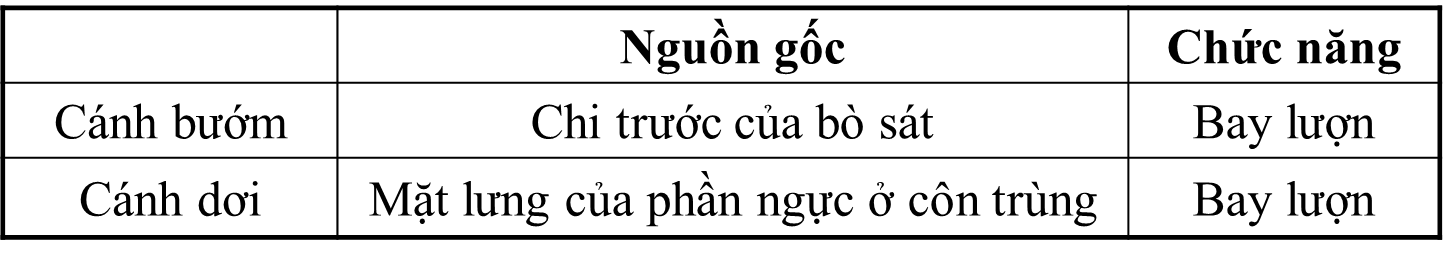 Nguồn gốc Chức năng
Cánh bướm Chi trước của bò sát Bay lượn
Cánh dơi Mặt lưng của phần ngực ở côn trùng Bay lượn